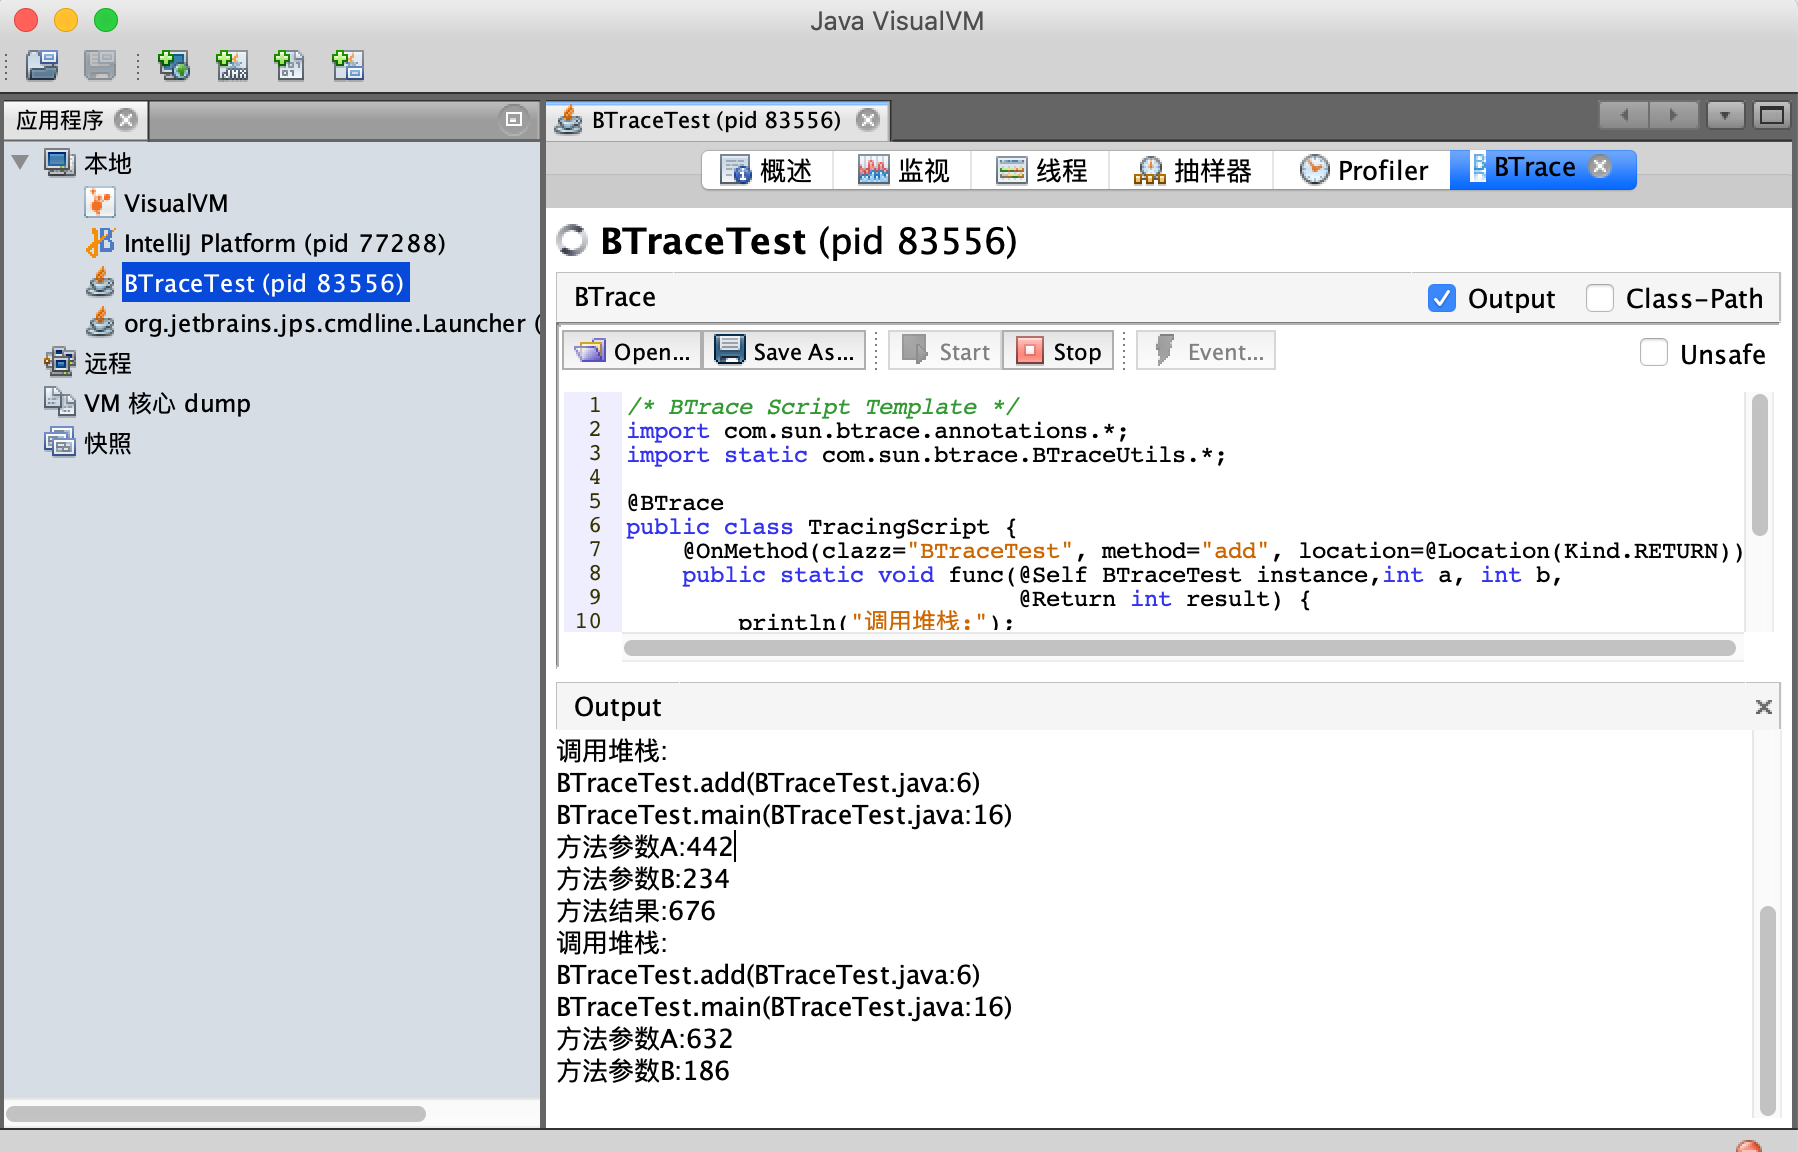 Java VisualVM
应用程序
本地
VisualVM
IntelliJ Platform (pid 77288)
BTraceTest (pid 83556)
org.jetbrains.jps.cmdline.Launcher (
远程
VM 核心 dump
快照
BTraceTest (pid 83556)
概述 监视 线程 抽样器 Profiler BTrace
BTraceTest (pid 83556)
BTrace Output Class-Path
Open... Save As... Start Stop Event... Unsafe
1 /* BTrace Script Template */
2 import com.sun.btrace.annotations.*;
3 import static com.sun.btrace.BTraceUtils.*;
4
5 @BTrace
6 public class TracingScript {
7 @OnMethod(clazz="BTraceTest", method="add", location=@Location(Kind.RETURN))
8 public static void func(@Self BTraceTest instance,int a, int b,
9 @Return int result) {
10 println("调用堆栈:");
Output
调用堆栈:
BTraceTest.add(BTraceTest.java:6)
BTraceTest.main(BTraceTest.java:16)
方法参数A:442
方法参数B:234
方法结果:676
调用堆栈:
BTraceTest.add(BTraceTest.java:6)
BTraceTest.main(BTraceTest.java:16)
方法参数A:632
方法参数B:186